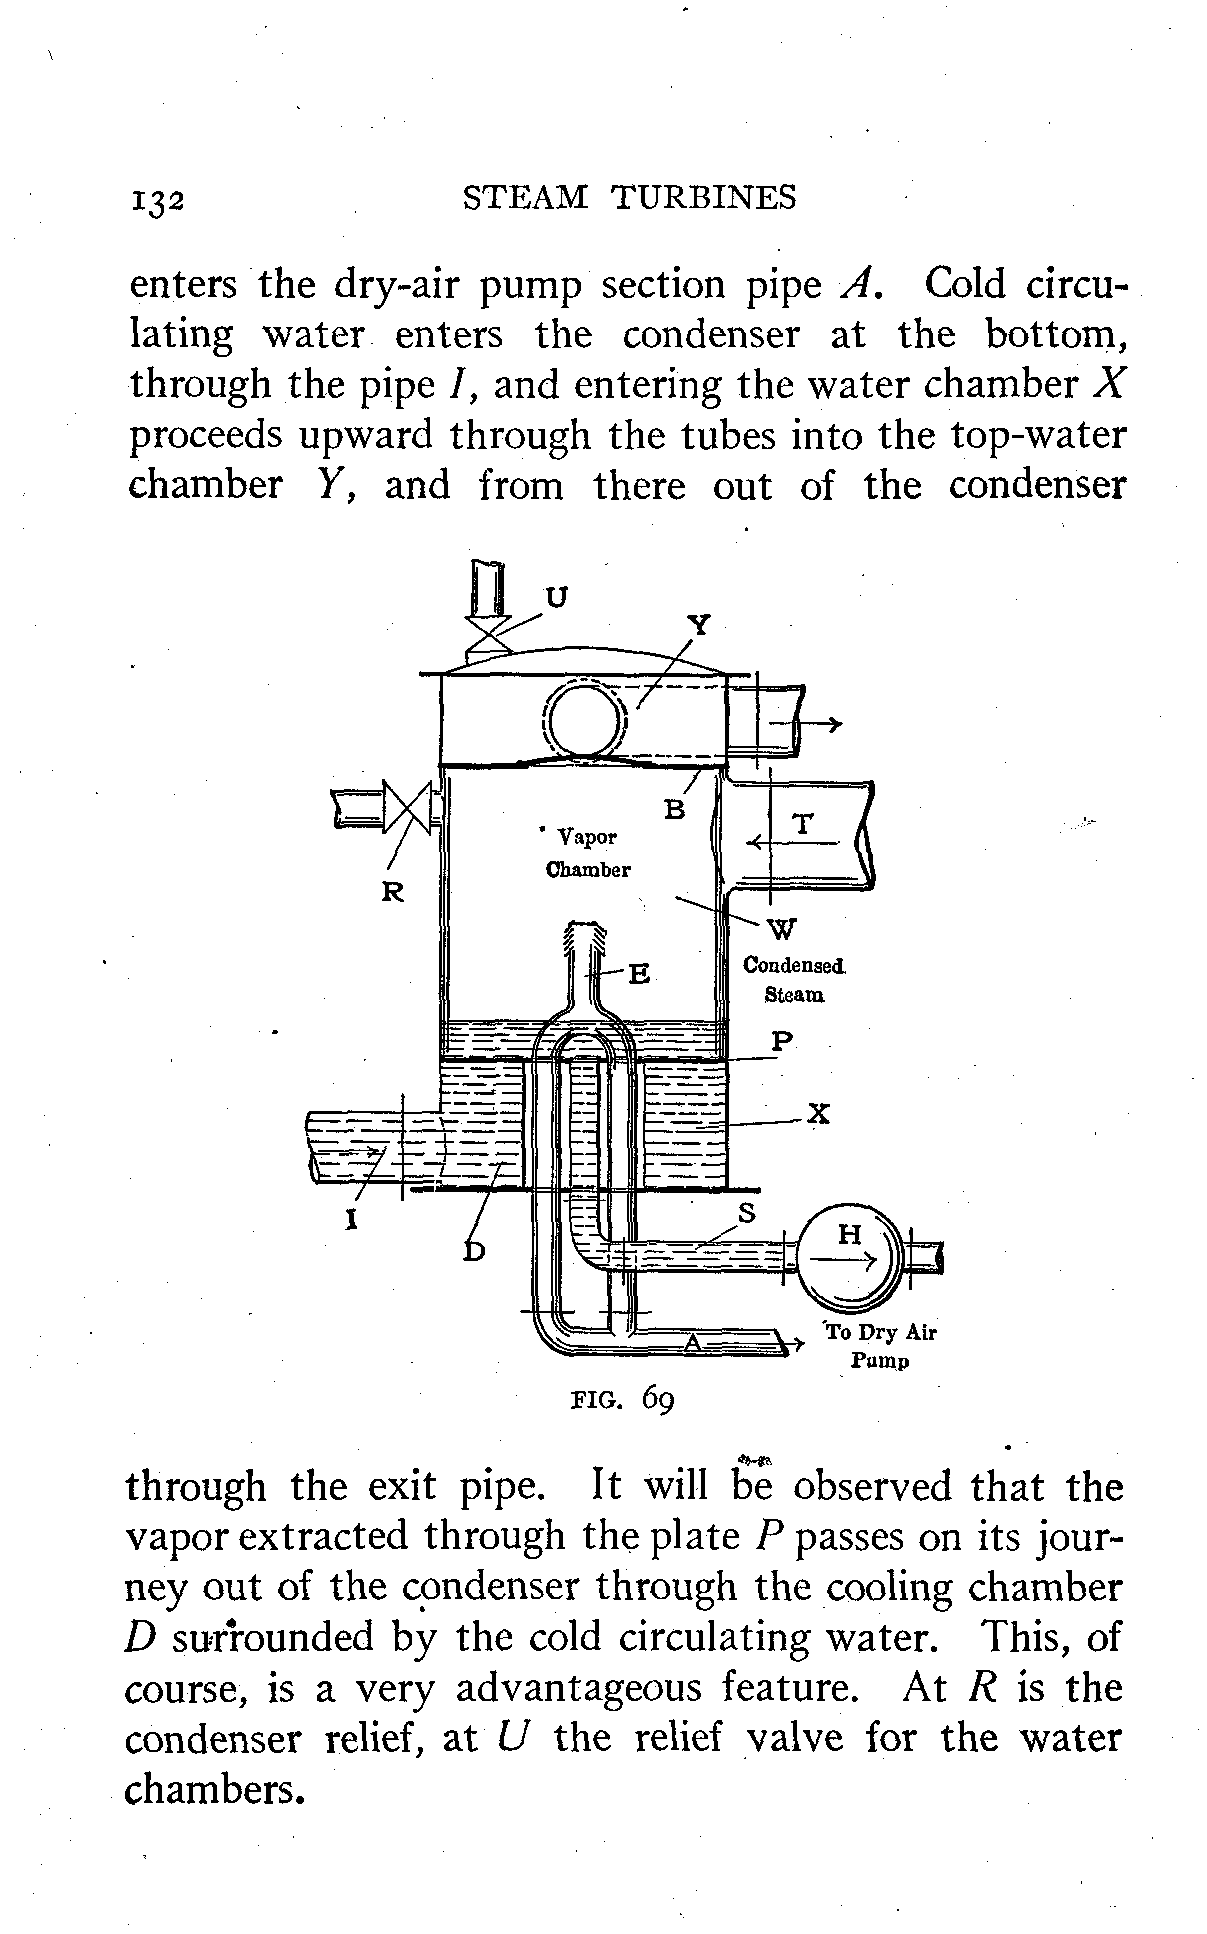 132 STEAM TURBINES
enters the dry-air pump section pipe A. Cold circu-
lating water enters the condenser at the bottom,
through the pipe I, and entering the water chamber X
proceeds upward through the tubes into the top-water
chamber Y, and from there out of the condenser
U
Y
B
T
Vapor
Chamber
R
W
E
Condensed
Steam
P
X
I
S
H
D
A
To Dry Air
Pump
FIG. 69
through the exit pipe. It will be observed that the
vapor extracted through the plate P passes on its jour-
ney out of the condenser through the cooling chamber
D surrounded by the cold circulating water. This, of
course, is a very advantageous feature. At R is the
condenser relief, at U the relief valve for the water
chambers.